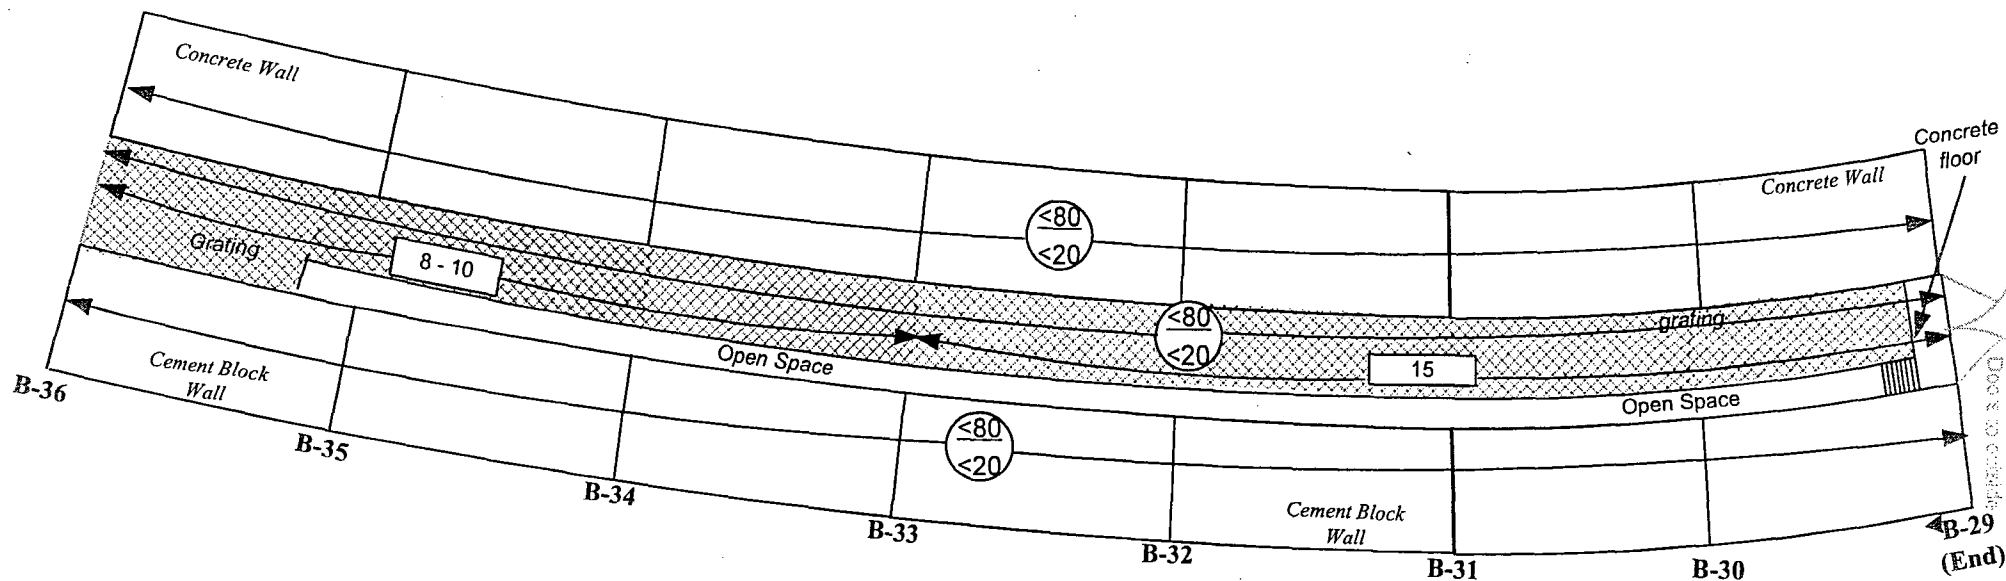 Concrete Wall
Concrete
floor
Concrete Wall
<80
<20
Grating
8 - 10
<80
<20
grating
15
Open Space
Open Space
Cement Block
Wall
<80
<20
Cement Block
Wall
B-36
B-35
B-34
B-33
B-32
B-31
B-30
B-29
(End)